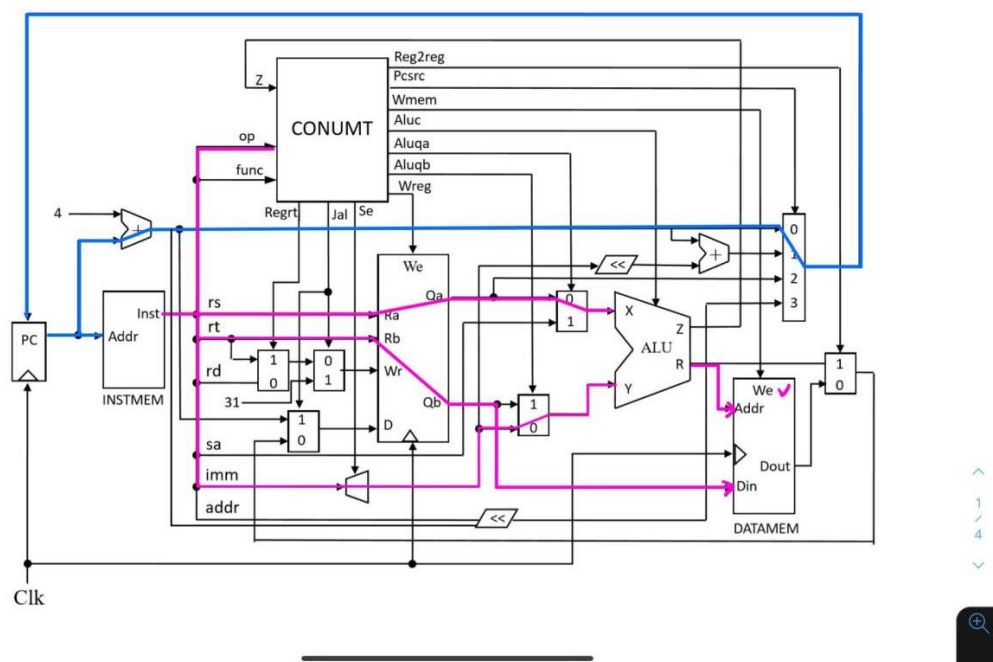 Reg2reg
Z
Pcsrc
Wmem
CONUMT
Aluc
op
Aluqa
func
Aluqb
Wreg
4
Regrt
Jal
Se
+
0
We
<<
+
1
Qa
2
Inst
rs
Ra
0
X
3
PC
Addr
rt
Rb
1
Z
ALU
1
0
Wr
R
1
rd
0
1
Y
We
0
INSTMEM
31
1
Qb
1
Addr
1
D
0
0
sa
Dout
imm
Din
addr
<<
DATAMEM
Clk
1
/
4